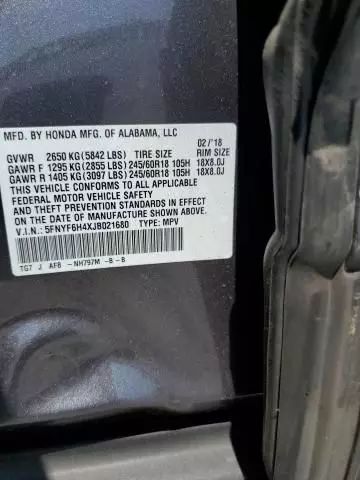 MFD. BY HONDA MFG. OF ALABAMA, LLC
02/'18
GVWR 2650 KG (5842 LBS) TIRE SIZE RIM SIZE
GAWR F 1295 KG (2855 LBS) 245/60R18 105H 18X8.0J
GAWR R 1405 KG (3097 LBS) 245/60R18 105H 18X8.0J
THIS VEHICLE CONFORMS TO ALL APPLICABLE
FEDERAL MOTOR VEHICLE SAFETY
STANDARDS IN EFFECT ON THE DATE OF
MANUFACTURE SHOWN ABOVE.
V.I.N.: 5FNYF6H4XJB021680 TYPE: MPV
TG7 J AF8 -NH797M -B-B